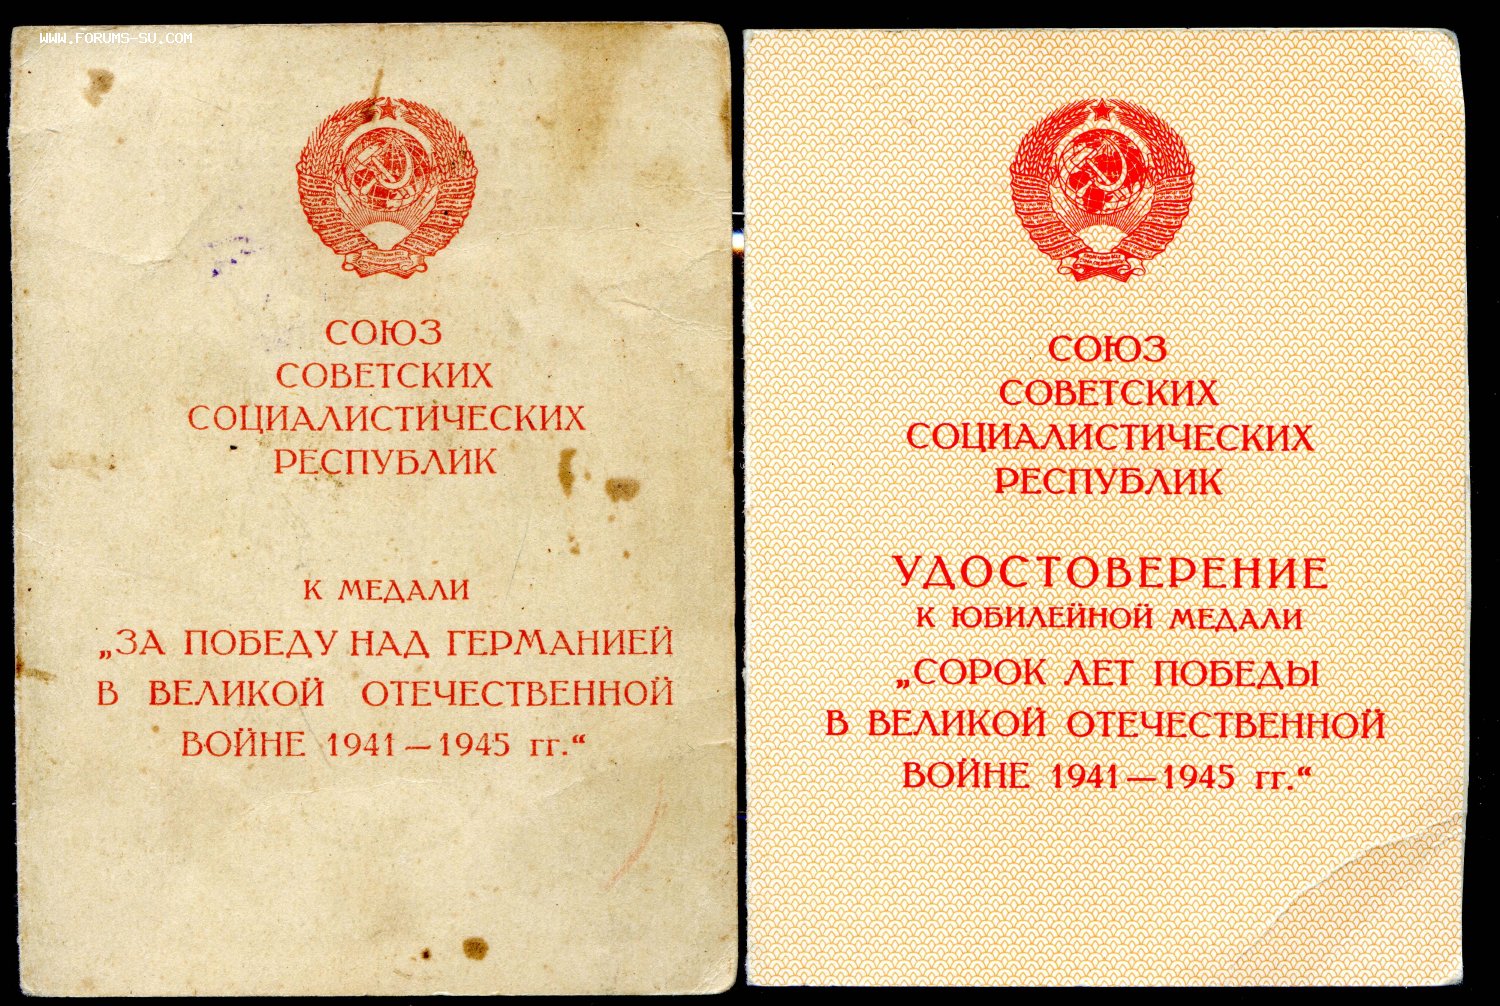 WWW.FORUMS-SU.COM
СОЮЗ
СОВЕТСКИХ
СОЦИАЛИСТИЧЕСКИХ
РЕСПУБЛИК
К МЕДАЛИ
„ЗА ПОБЕДУ НАД ГЕРМАНИЕЙ
В ВЕЛИКОЙ ОТЕЧЕСТВЕННОЙ
ВОЙНЕ 1941—1945 гг.“
СОЮЗ
СОВЕТСКИХ
СОЦИАЛИСТИЧЕСКИХ
РЕСПУБЛИК
УДОСТОВЕРЕНИЕ
К ЮБИЛЕЙНОЙ МЕДАЛИ
„СОРОК ЛЕТ ПОБЕДЫ
В ВЕЛИКОЙ ОТЕЧЕСТВЕННОЙ
ВОЙНЕ 1941—1945 гг.“